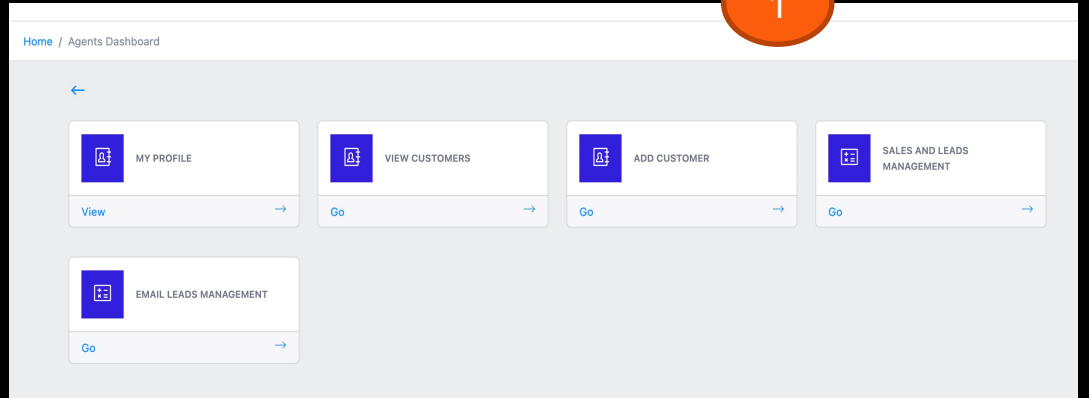 1
Home / Agents Dashboard
MY PROFILE
VIEW CUSTOMERS
ADD CUSTOMER
SALES AND LEADS
MANAGEMENT
View
Go
Go
Go
EMAIL LEADS MANAGEMENT
Go